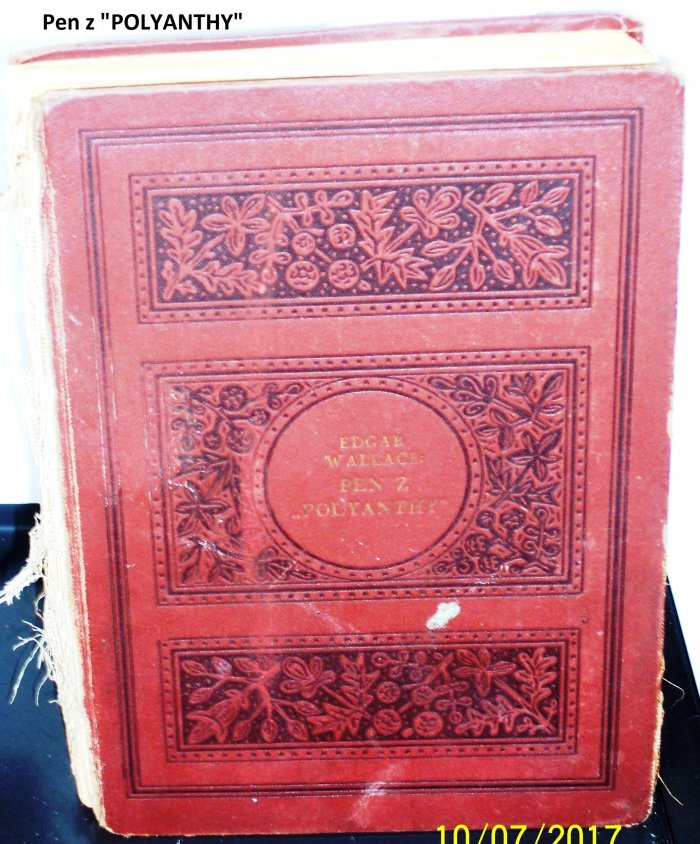 Pen z "POLYANTHY"
EDGAR
WALLACE:
PEN Z
„POLYANTHY"
10/07/2017